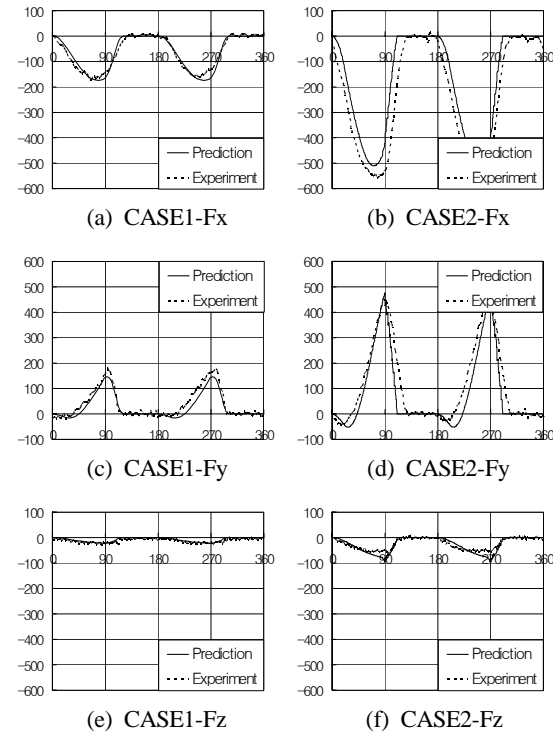 100
0
0 90 180 270 360
-100
-200
-300
-400
-500
-600
Prediction
Experiment
(a) CASE1-Fx
100
0
0 90 180 270 360
-100
-200
-300
-400
-500
-600
Prediction
Experiment
(b) CASE2-Fx
600
500
400
300
200
100
0
-100
0 90 180 270 360
Prediction
Experiment
(c) CASE1-Fy
600
500
400
300
200
100
0
-100
0 90 180 270 360
Prediction
Experiment
(d) CASE2-Fy
100
0
0 90 180 270 360
-100
-200
-300
-400
-500
-600
Prediction
Experiment
(e) CASE1-Fz
100
0
0 90 180 270 360
-100
-200
-300
-400
-500
-600
Prediction
Experiment
(f) CASE2-Fz